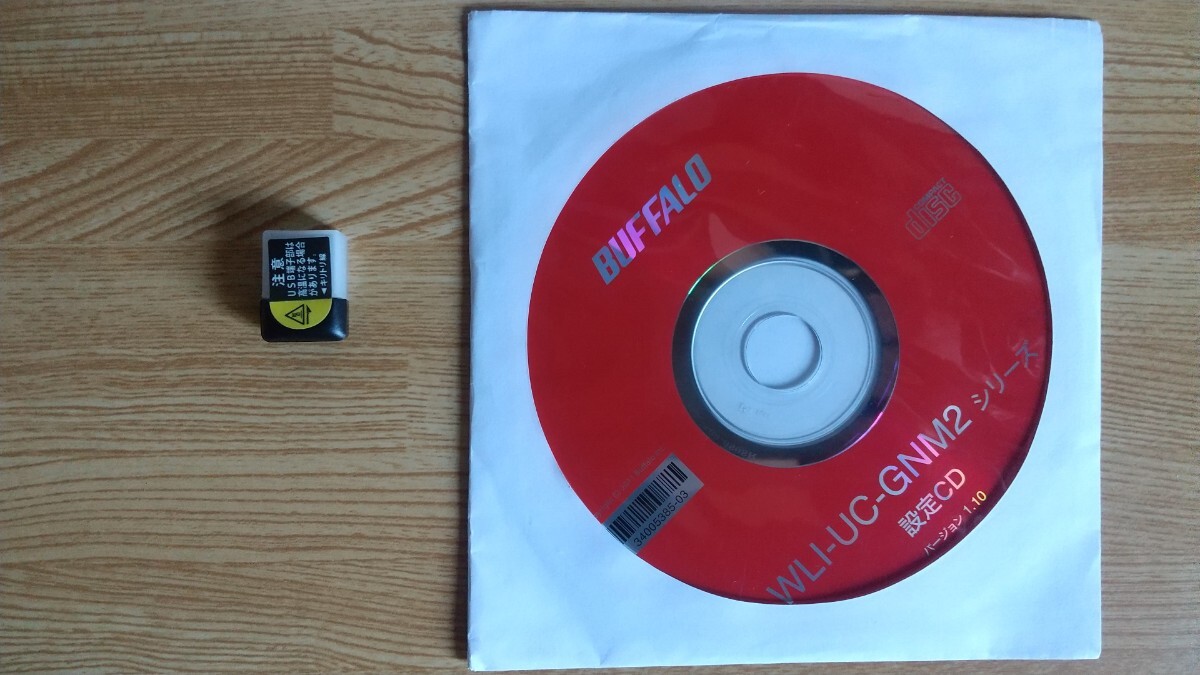 注意
USB端子部は
高温になる場合
があります。
◀キリトリ線
BUFFALO
disc
WLI-UC-GNM2 シリーズ
設定CD
バージョン 1.10
34005385-03